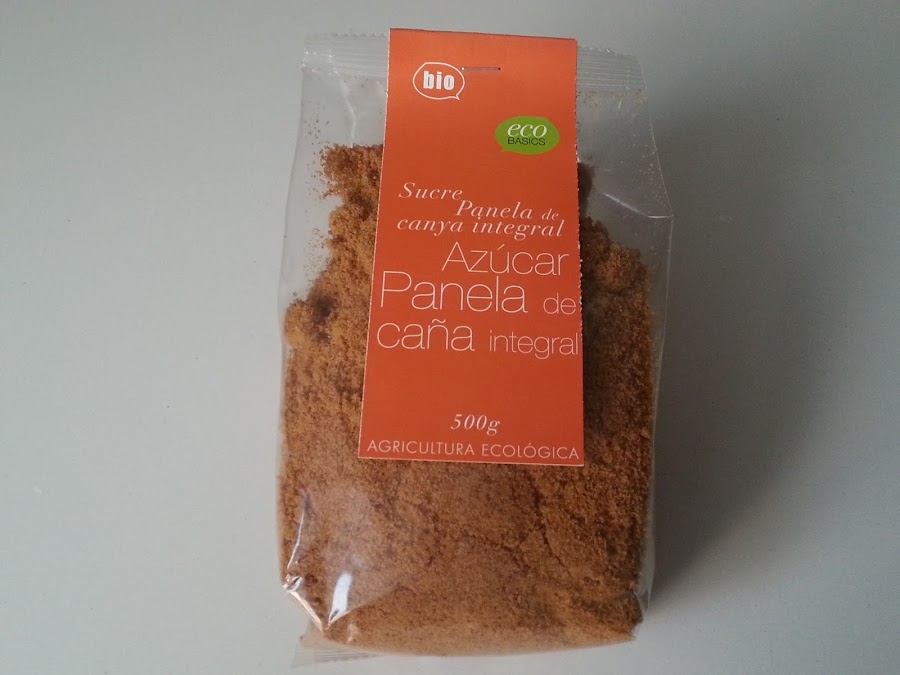 bio
eco
BASICS
Sucre
Panela de
canya integral
Azúcar
Panela de
caña integral
500g
AGRICULTURA ECOLÓGICA